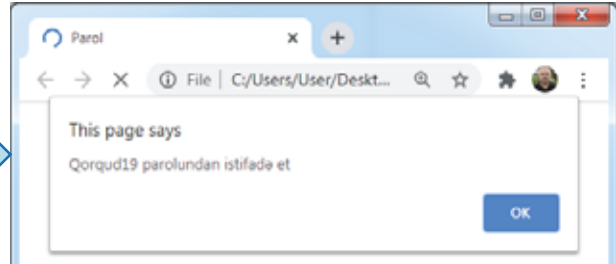 Parol
File | C:/Users/User/Deskt...
This page says
Qorqud19 parolundan istifadə et
OK